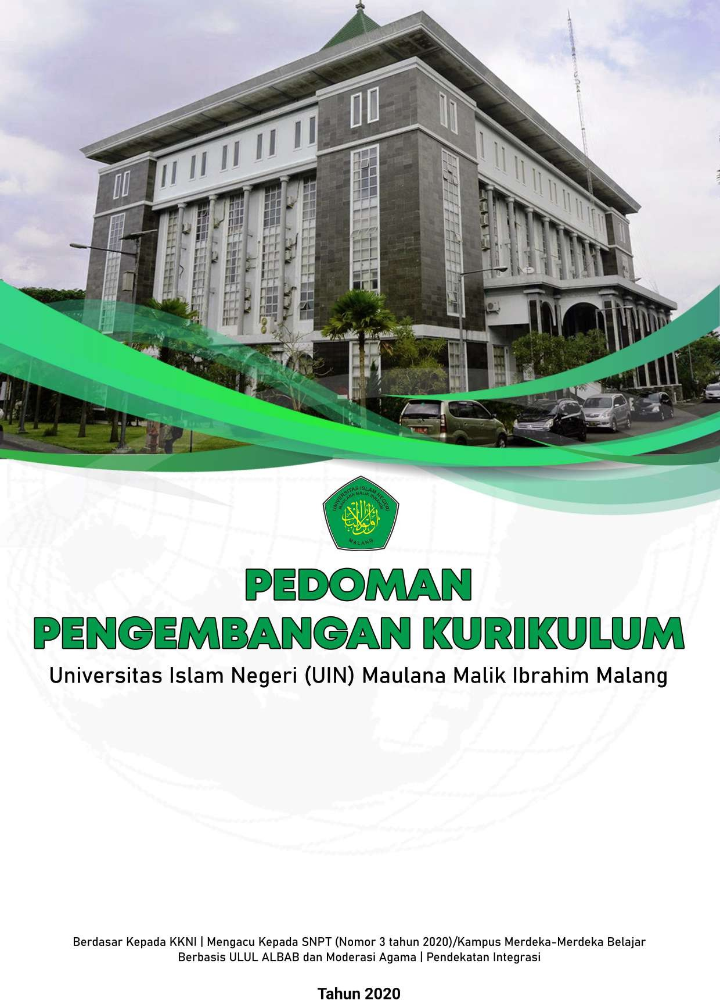 UNIVERSITAS ISLAM NEGERI
MAULANA MALIK IBRAHIM
أولو الألباب
MALANG
PEDOMAN
PENGEMBANGAN KURIKULUM
Universitas Islam Negeri (UIN) Maulana Malik Ibrahim Malang
Berdasar Kepada KKNI | Mengacu Kepada SNPT (Nomor 3 tahun 2020)/Kampus Merdeka-Merdeka Belajar
Berbasis ULUL ALBAB dan Moderasi Agama | Pendekatan Integrasi
Tahun 2020